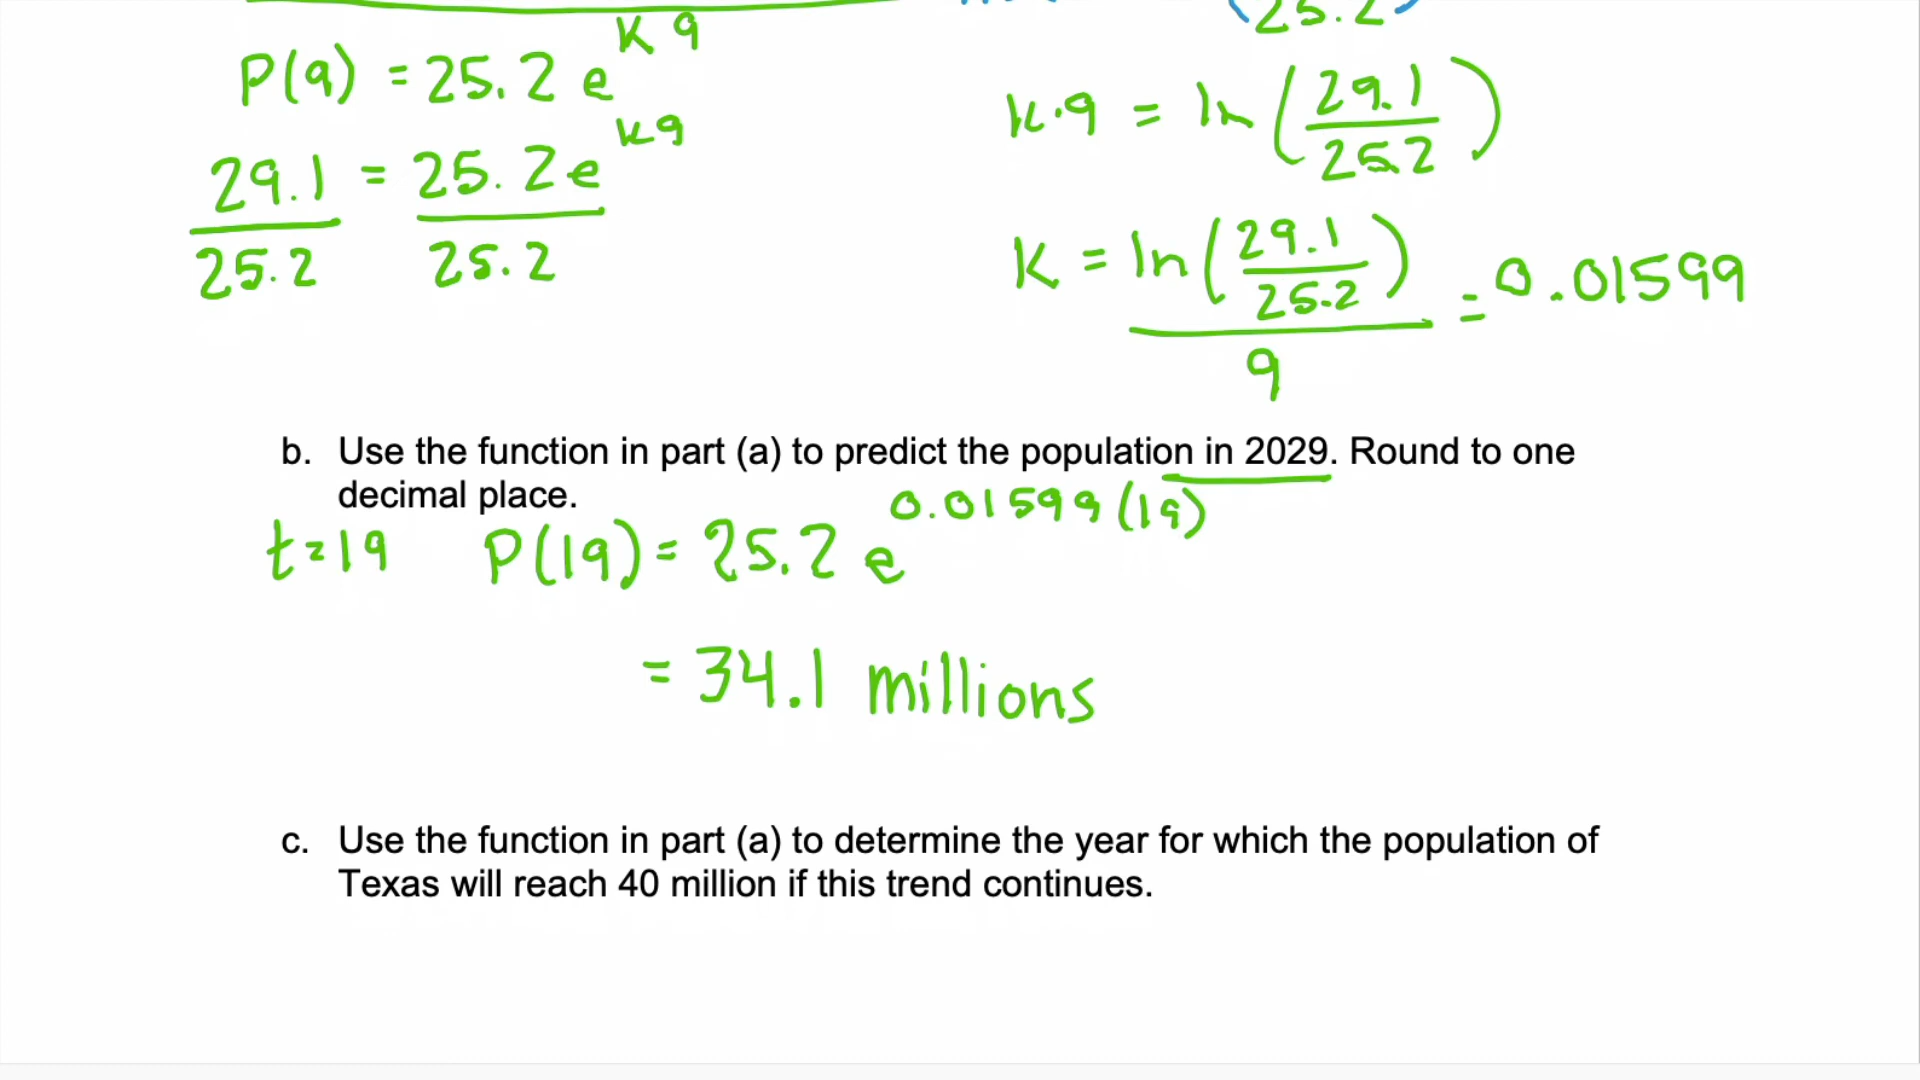 25.2
P(9) = 25.2 e^{K9}
29.1 = 25.2e^{k9}
25.2 25.2
k·9 = ln(29.1/25.2)
K = ln(29.1/25.2) = 0.01599
9
b. Use the function in part (a) to predict the population in 2029. Round to one
decimal place.
t=19 P(19) = 25.2 e^{0.01599(19)}
= 34.1 millions
c. Use the function in part (a) to determine the year for which the population of
Texas will reach 40 million if this trend continues.